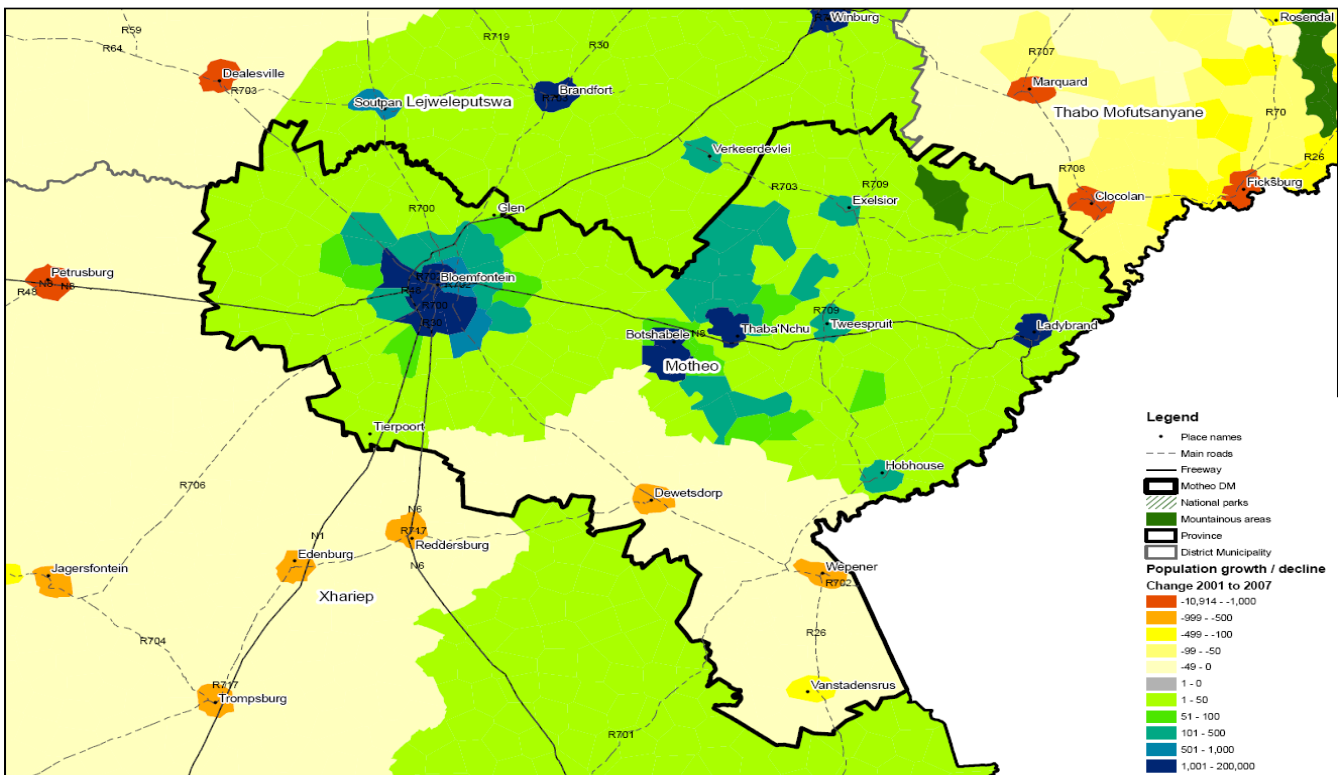 R59
R64
R719
R30
Winburg
Rosendal
R707
Dealesville
R703
Soutpan
Lejweleputswa
Brandfort
Marquard
Thabo Mofutsanyane
R70
R26
Verkeerdevlei
R703
R709
R708
Exelsior
Clocolan
Ficksburg
R700
Glen
Petrusburg
N8
N8
R48
Bloemfontein
R702
R700
R30
Botshabele
N8
Thaba'Nchu
R709
Tweespruit
Ladybrand
Motheo
Tierpoort
Hobhouse
R706
Dewetsdorp
N6
R717
Reddersburg
N1
N6
Edenburg
Jagersfontein
Xhariep
Wepener
R702
R26
R704
R717
Trompsburg
Vanstadensrus
R701
Legend
Place names
Main roads
Freeway
Motheo DM
National parks
Mountainous areas
Province
District Municipality
Population growth / decline
Change 2001 to 2007
-10,914 - -1,000
-999 - -500
-499 - -100
-99 - -50
-49 - 0
1 - 0
1 - 50
51 - 100
101 - 500
501 - 1,000
1,001 - 200,000